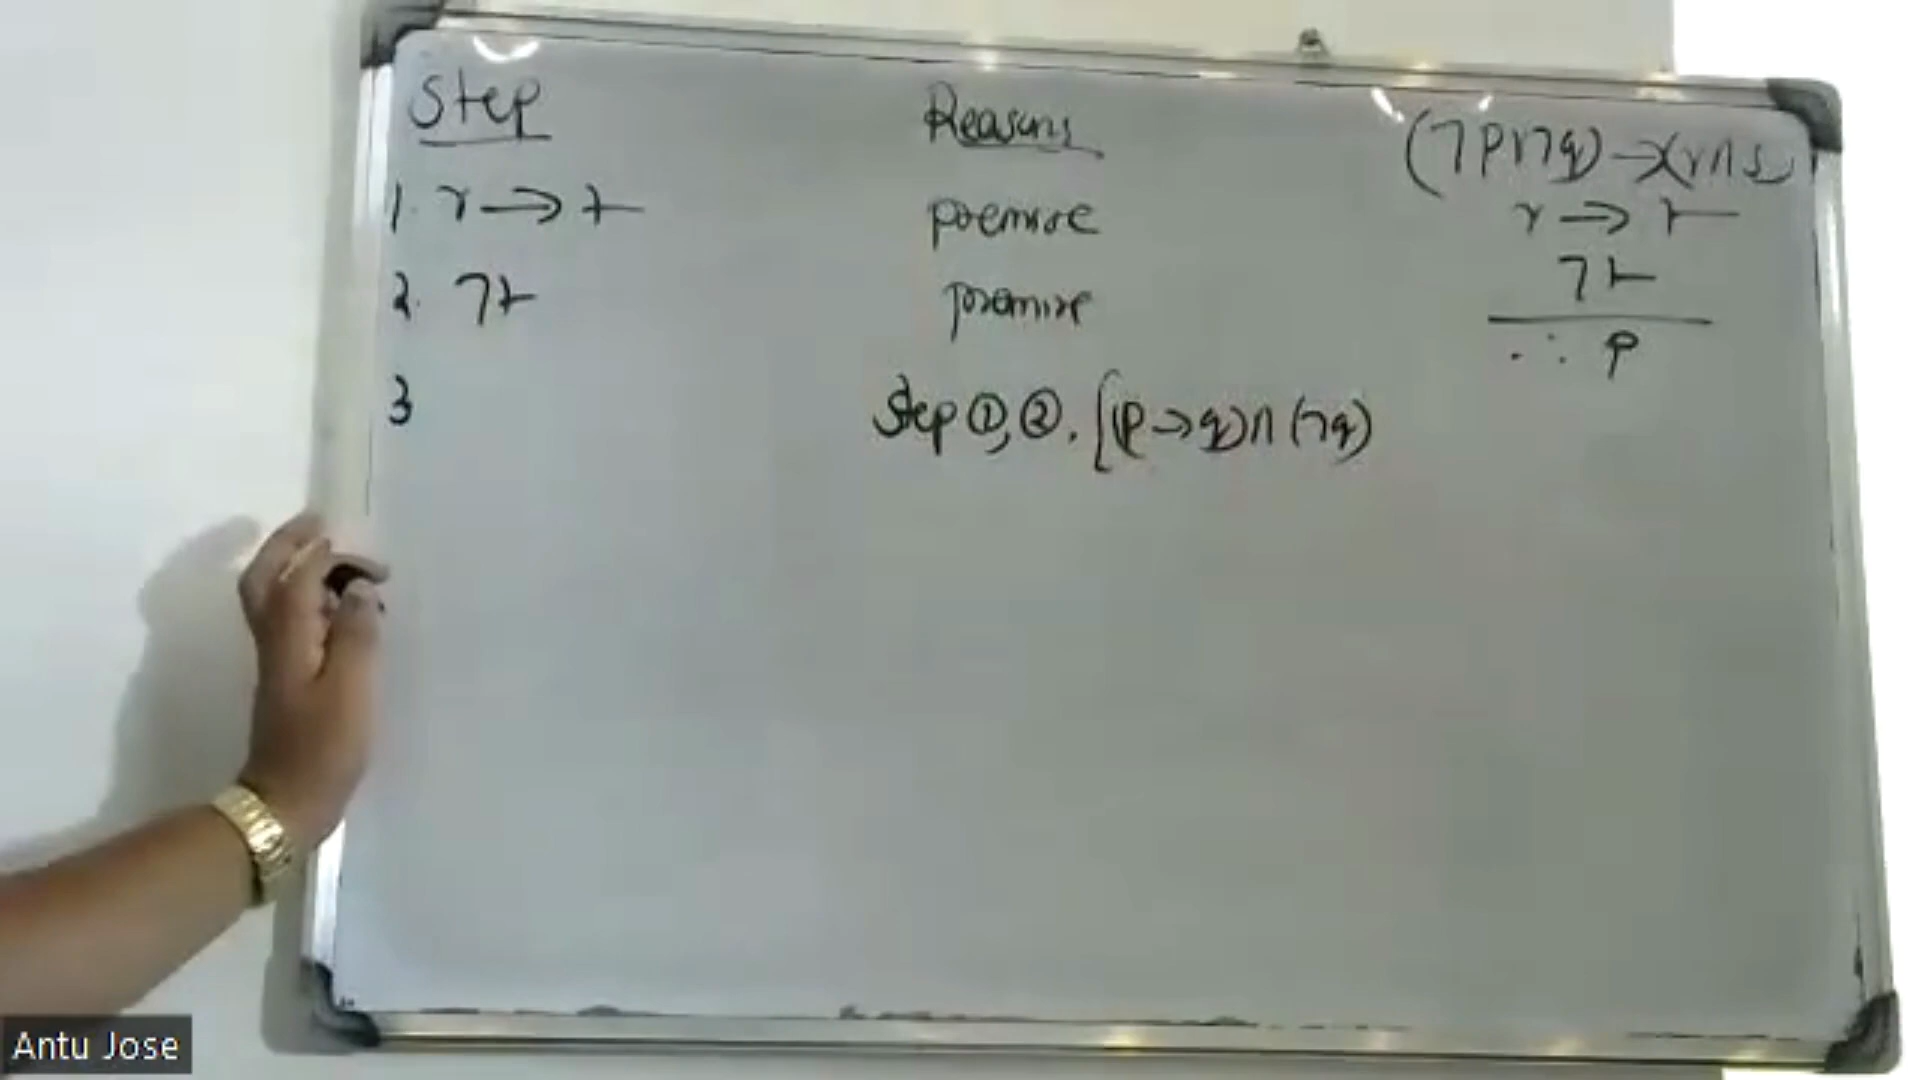 Step Reasons (¬p∨¬q)→(r∧s)
1. r → t premise r → t
2. ¬t premise ¬t
∴ p
3 Step ①,②. [(p→q)∧(¬q)
Antu Jose